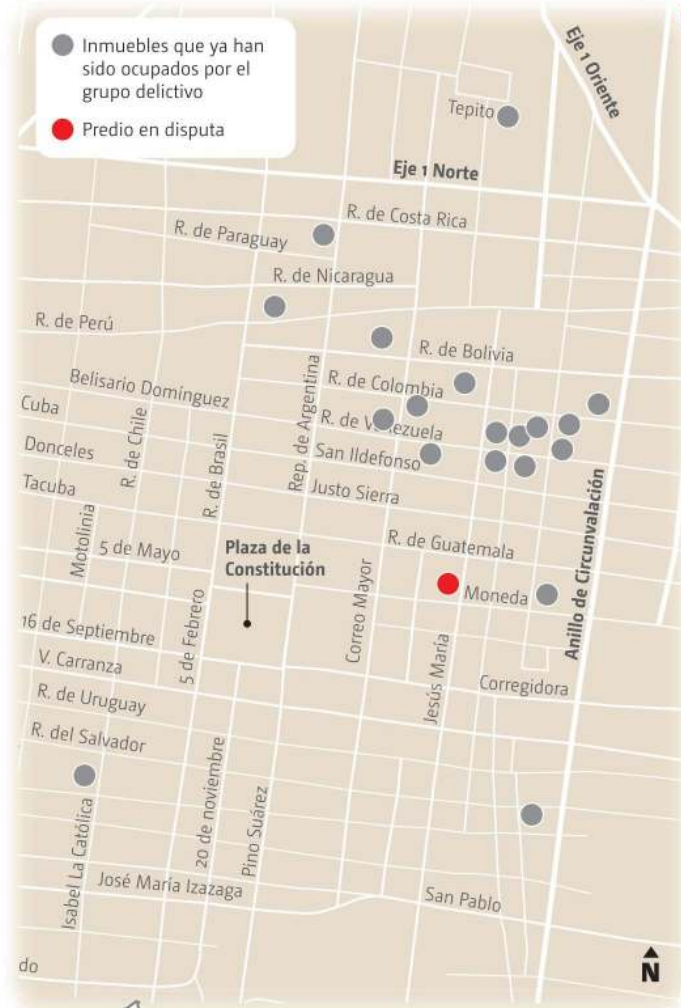 Inmuebles que ya han
sido ocupados por el
grupo delictivo
Predio en disputa
Eje 1 Oriente
Tepito
Eje 1 Norte
R. de Costa Rica
R. de Paraguay
R. de Nicaragua
R. de Perú
R. de Bolivia
Belisario Domínguez
R. de Colombia
Cuba
R. de Chile
R. de Brasil
Rep. de Argentina
R. de
Donceles
San Ildefonso
Tacuba
Justo Sierra
Motolinia
5 de Mayo
Plaza de la
Constitución
R. de Guatemala
Moneda
Anillo de Circunvalación
16 de Septiembre
5 de Febrero
Correo Mayor
Jesús María
V. Carranza
Corregidora
R. de Uruguay
R. del Salvador
20 de noviembre
Pino Suárez
Isabel La Católica
José María Izazaga
San Pablo
do
N